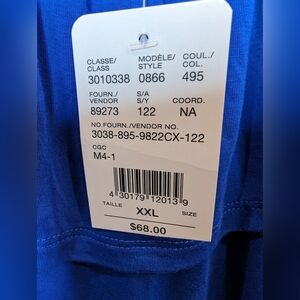 CLASSE/ MODÈLE/ COUL./
CLASS STYLE COL.
3010338 0866 495
FOURN./ S/A
VENDOR S/Y COORD.
89273 122 NA
NO.FOURN./VENDOR NO.
3038-895-9822CX-122
CGC
M4-1
4 30179 12013 9
TAILLE XXL SIZE
$68.00